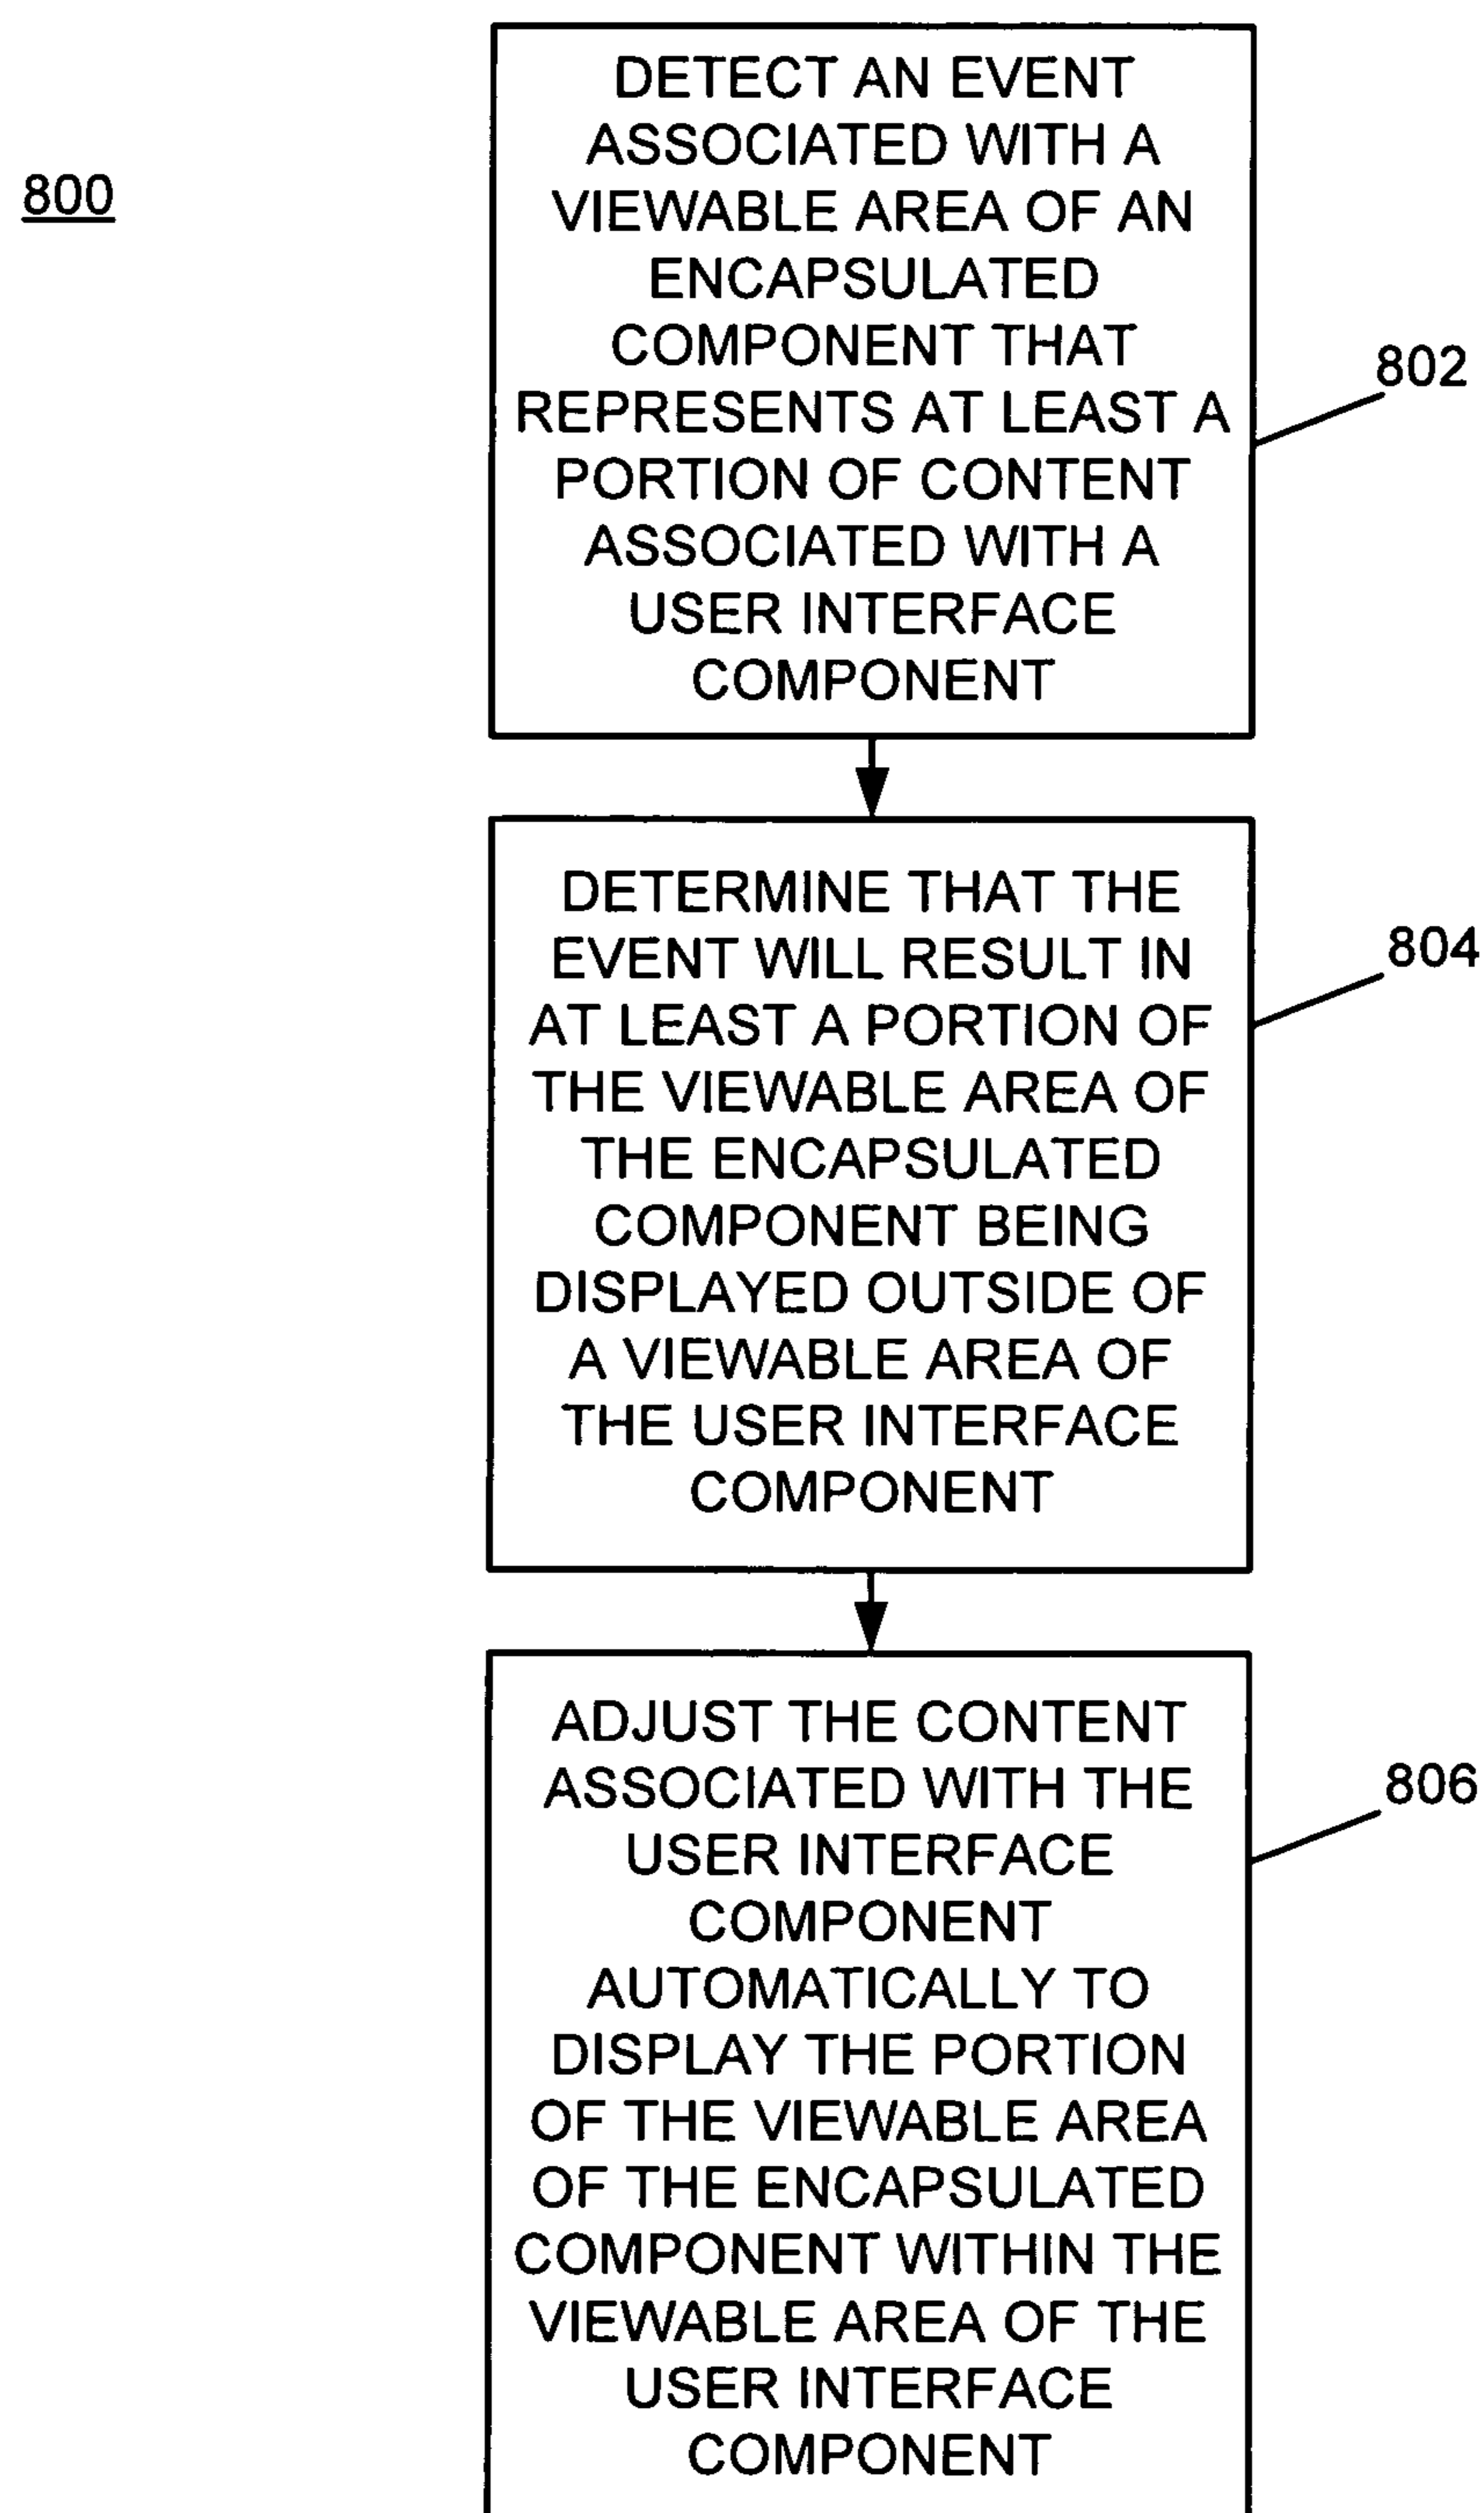 800
DETECT AN EVENT
ASSOCIATED WITH A
VIEWABLE AREA OF AN
ENCAPSULATED
COMPONENT THAT
REPRESENTS AT LEAST A
PORTION OF CONTENT
ASSOCIATED WITH A
USER INTERFACE
COMPONENT
802
DETERMINE THAT THE
EVENT WILL RESULT IN
AT LEAST A PORTION OF
THE VIEWABLE AREA OF
THE ENCAPSULATED
COMPONENT BEING
DISPLAYED OUTSIDE OF
A VIEWABLE AREA OF
THE USER INTERFACE
COMPONENT
804
ADJUST THE CONTENT
ASSOCIATED WITH THE
USER INTERFACE
COMPONENT
AUTOMATICALLY TO
DISPLAY THE PORTION
OF THE VIEWABLE AREA
OF THE ENCAPSULATED
COMPONENT WITHIN THE
VIEWABLE AREA OF THE
USER INTERFACE
COMPONENT
806